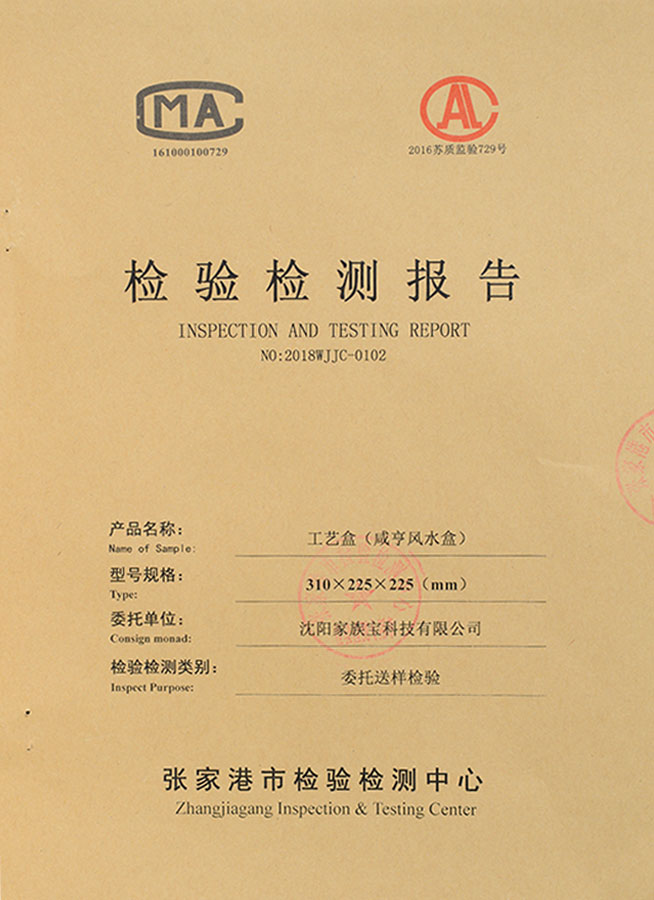 CMA
161000100729
CAL
2016苏质监验729号
检验检测报告
INSPECTION AND TESTING REPORT
NO:2018WJJC-0102
产品名称:
Name of Sample:
工艺盒（咸亨风水盒）
型号规格:
Type:
310×225×225（mm）
委托单位:
Consign monad:
沈阳家族宝科技有限公司
检验检测类别:
Inspect Purpose:
委托送样检验
张家港市检验检测中心
Zhangjiagang Inspection & Testing Center